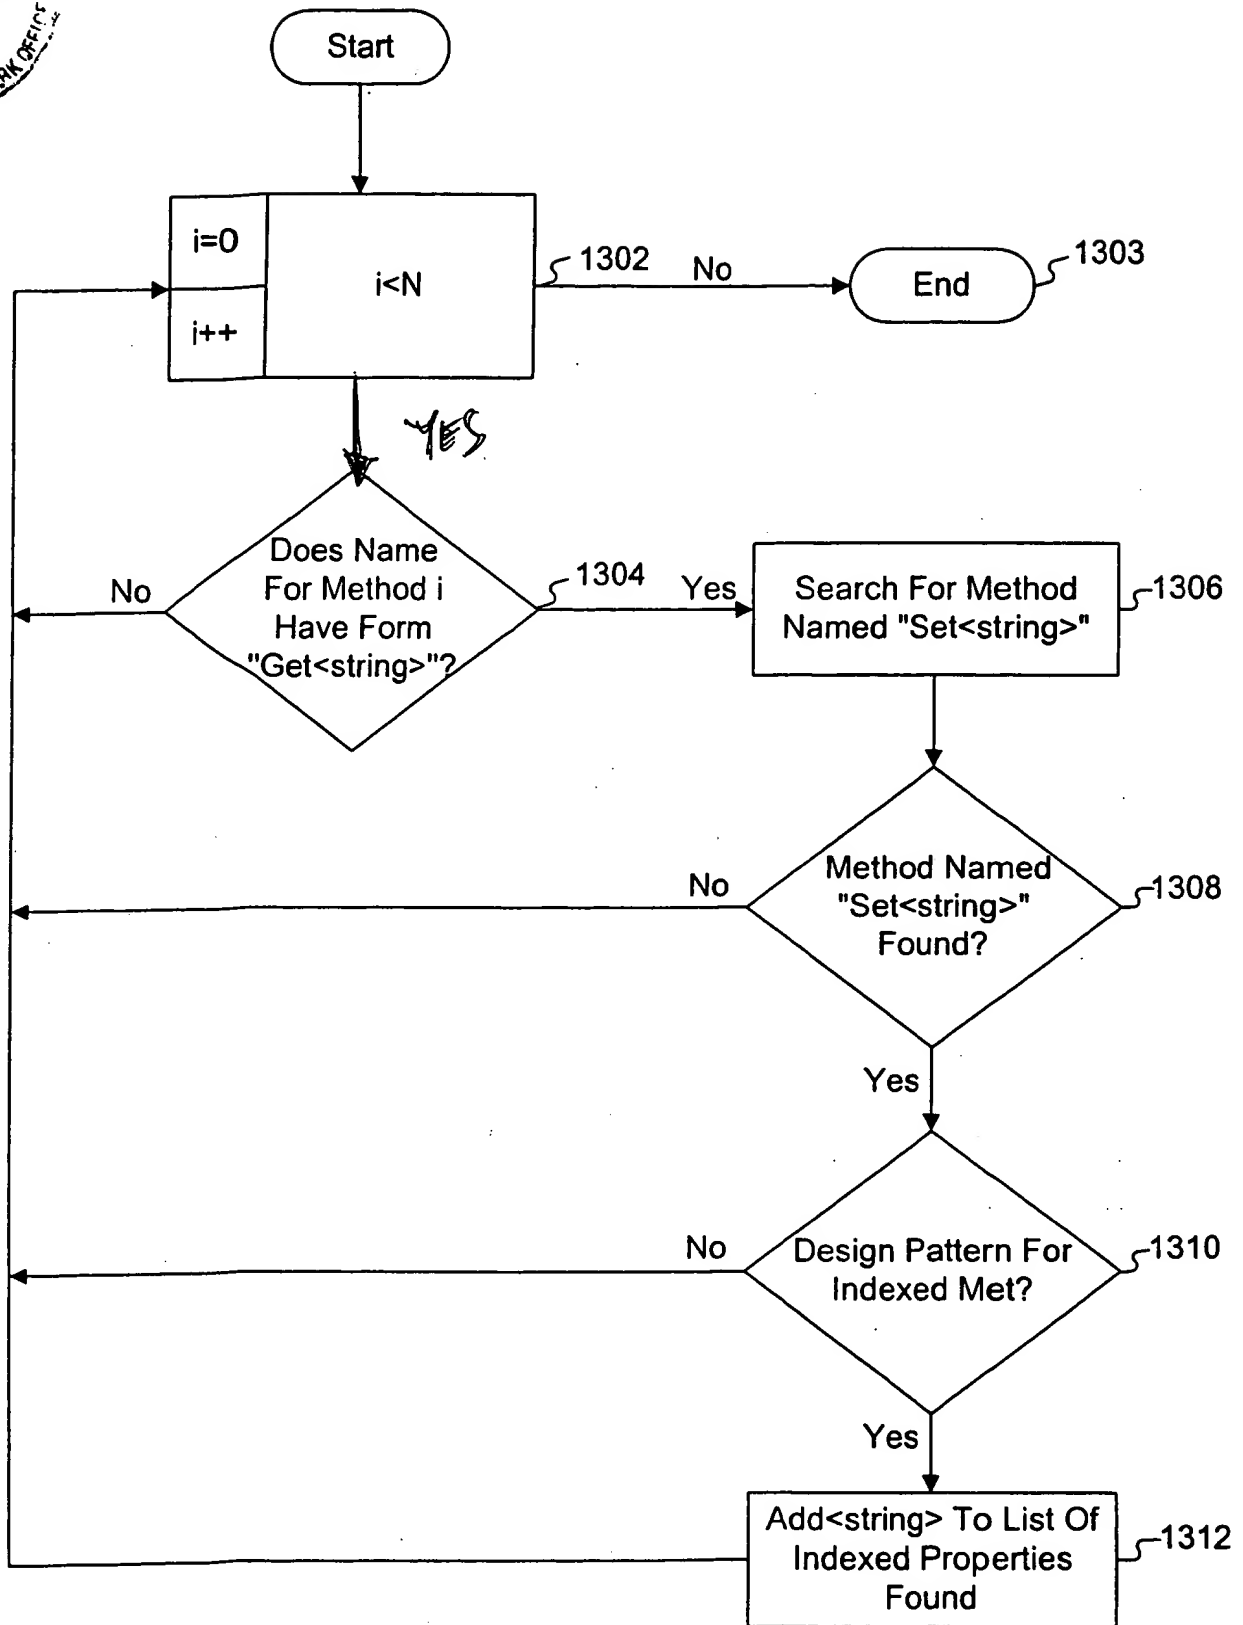 RK OFFICE
Start
i=0
i++
i<N
1302
No
End
1303
YES
Does Name
For Method i
Have Form
"Get<string>"?
1304
No
Yes
Search For Method
Named "Set<string>"
1306
Method Named
"Set<string>"
Found?
1308
No
Yes
Design Pattern For
Indexed Met?
1310
No
Yes
Add<string> To List Of
Indexed Properties
Found
1312